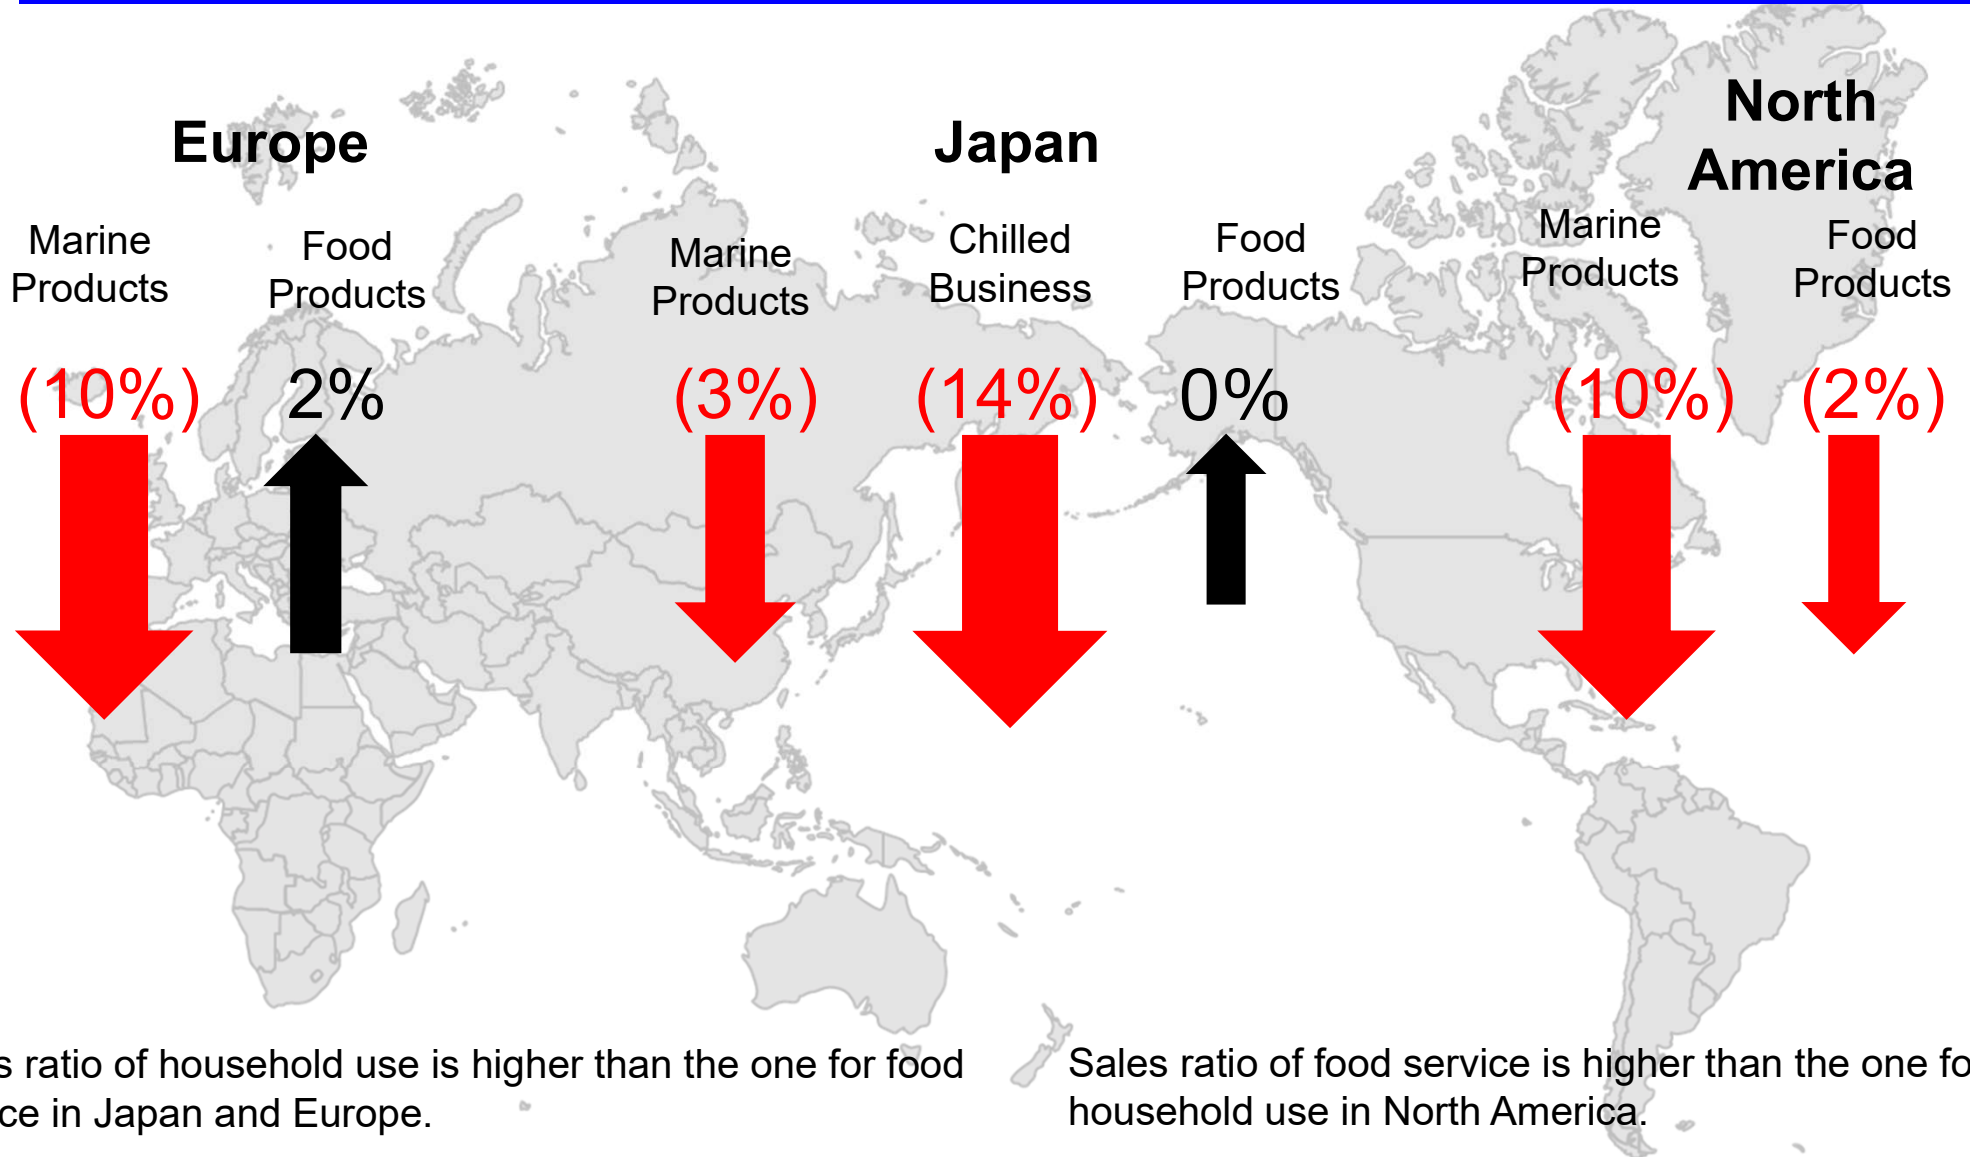 Europe
Japan
North
America
Marine
Products
Food
Products
Marine
Products
Chilled
Business
Food
Products
Marine
Products
Food
Products
(10%)
2%
(3%)
(14%)
0%
(10%)
(2%)
s ratio of household use is higher than the one for food
ce in Japan and Europe.
Sales ratio of food service is higher than the one fo
household use in North America.